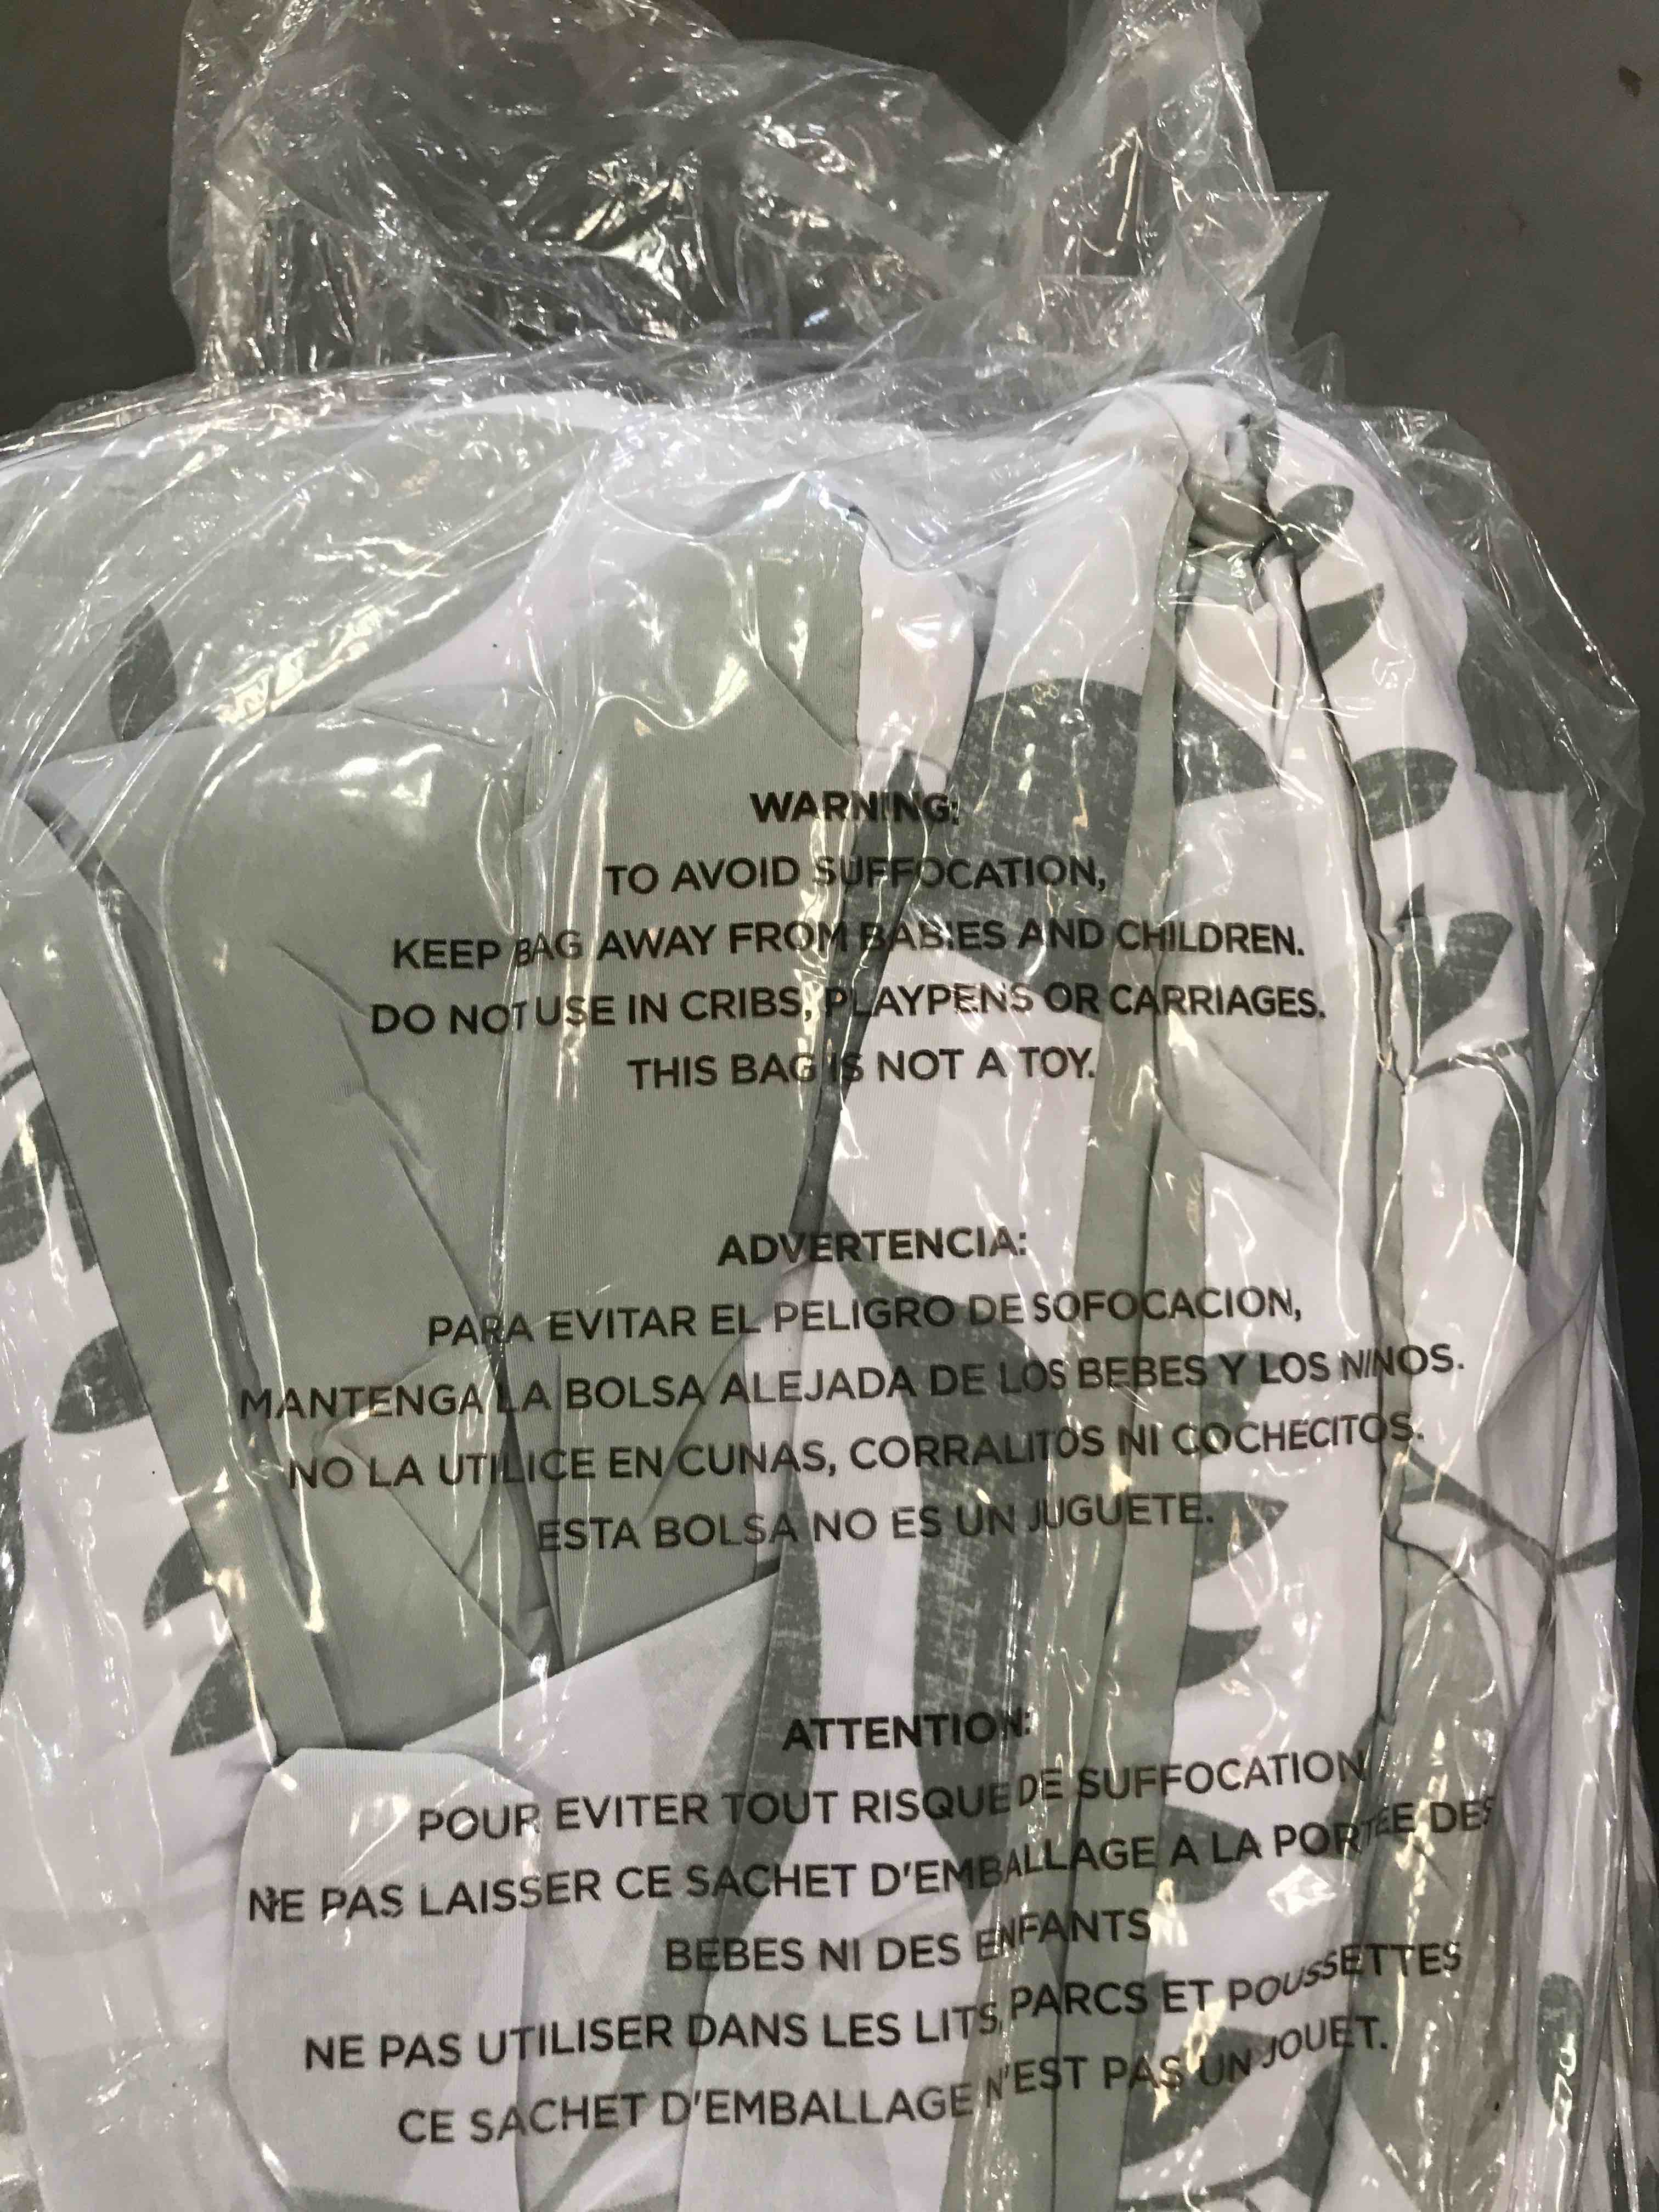 WARNING:
TO AVOID SUFFOCATION,
KEEP BAG AWAY FROM BABIES AND CHILDREN.
DO NOT USE IN CRIBS, PLAYPENS OR CARRIAGES.
THIS BAG IS NOT A TOY.
ADVERTENCIA:
PARA EVITAR EL PELIGRO DE SOFOCACION,
MANTENGA LA BOLSA ALEJADA DE LOS BEBES Y LOS NINOS.
NO LA UTILICE EN CUNAS, CORRALITOS NI COCHECITOS.
ESTA BOLSA NO ES UN JUGUETE.
ATTENTION:
POUR EVITER TOUT RISQUE DE SUFFOCATION
NE PAS LAISSER CE SACHET D'EMBALLAGE A LA PORTEE DES
BEBES NI DES ENFANTS
NE PAS UTILISER DANS LES LITS, PARCS ET POUSSETTES
CE SACHET D'EMBALLAGE N'EST PAS UN JOUET.